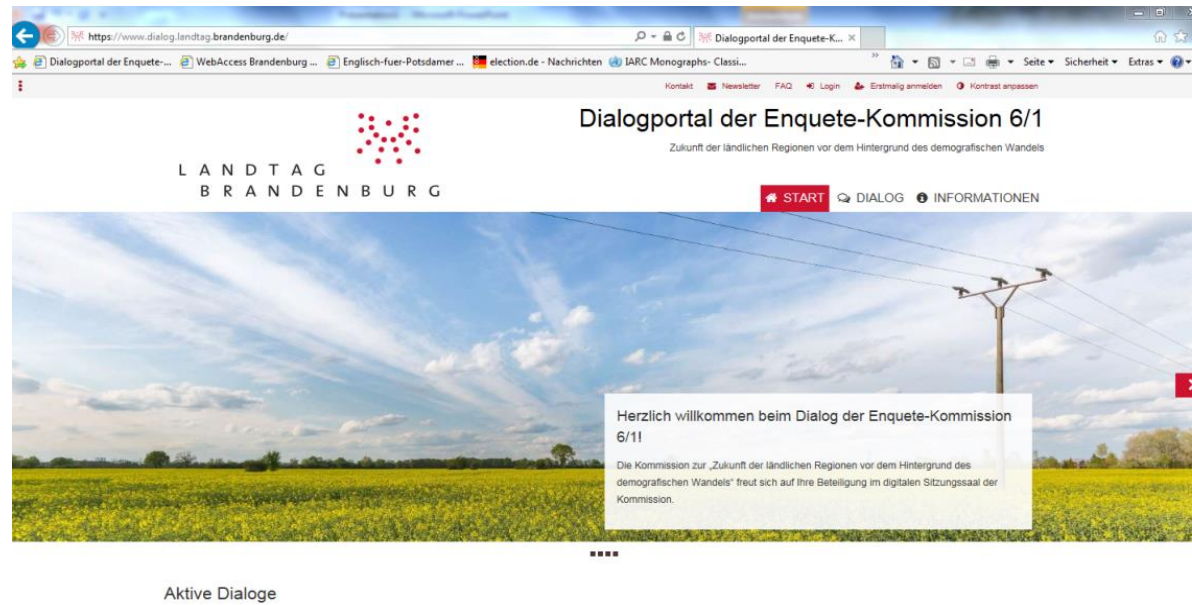 https://www.dialog.landtag.brandenburg.de/
Dialogportal der Enquete-K...
Dialogportal der Enquete-...
WebAccess Brandenburg ...
Englisch-fuer-Potsdamer ...
election.de - Nachrichten
IARC Monographs- Classi...
Seite
Sicherheit
Extras
Kontakt Newsletter FAQ Login Erstmalig anmelden Kontrast anpassen
LANDTAG
BRANDENBURG
Dialogportal der Enquete-Kommission 6/1
Zukunft der ländlichen Regionen vor dem Hintergrund des demografischen Wandels
START DIALOG INFORMATIONEN
Herzlich willkommen beim Dialog der Enquete-Kommission
6/1!
Die Kommission zur „Zukunft der ländlichen Regionen vor dem Hintergrund des
demografischen Wandels“ freut sich auf Ihre Beteiligung im digitalen Sitzungssaal der
Kommission.
Aktive Dialoge